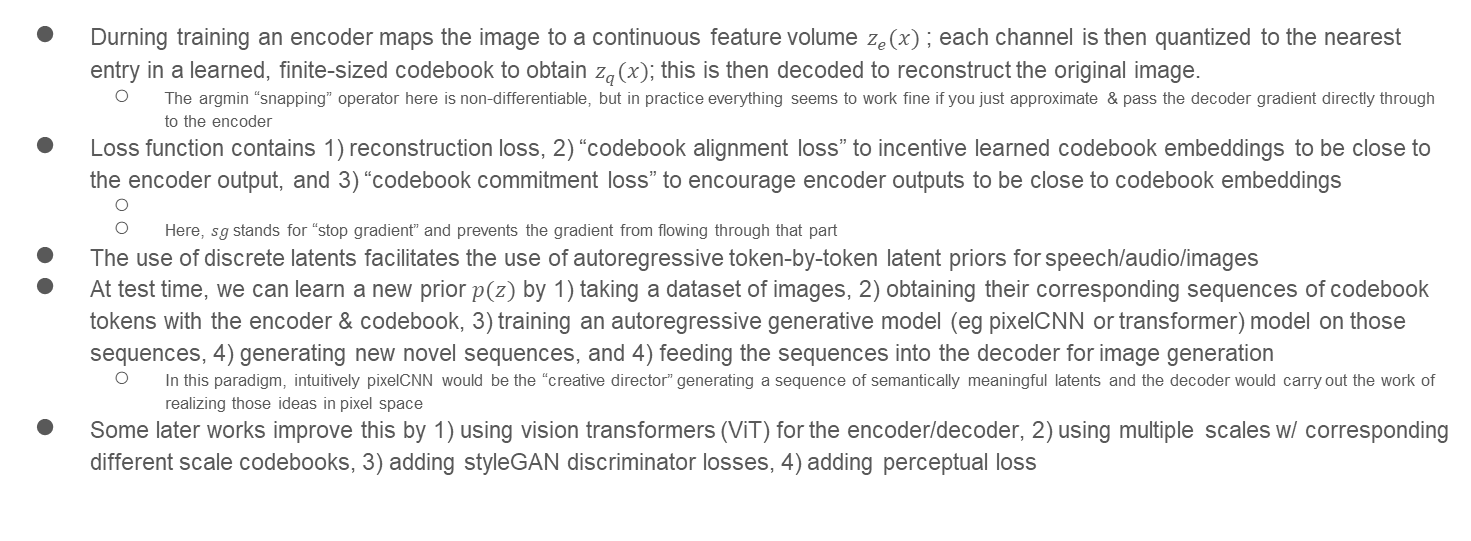 ● Durning training an encoder maps the image to a continuous feature volume zₑ(x) ; each channel is then quantized to the nearest
entry in a learned, finite-sized codebook to obtain z_q(x); this is then decoded to reconstruct the original image.
○ The argmin “snapping” operator here is non-differentiable, but in practice everything seems to work fine if you just approximate & pass the decoder gradient directly through
to the encoder
● Loss function contains 1) reconstruction loss, 2) “codebook alignment loss” to incentive learned codebook embeddings to be close to
the encoder output, and 3) “codebook commitment loss” to encourage encoder outputs to be close to codebook embeddings
○
○ Here, sg stands for “stop gradient” and prevents the gradient from flowing through that part
● The use of discrete latents facilitates the use of autoregressive token-by-token latent priors for speech/audio/images
● At test time, we can learn a new prior p(z) by 1) taking a dataset of images, 2) obtaining their corresponding sequences of codebook
tokens with the encoder & codebook, 3) training an autoregressive generative model (eg pixelCNN or transformer) model on those
sequences, 4) generating new novel sequences, and 4) feeding the sequences into the decoder for image generation
○ In this paradigm, intuitively pixelCNN would be the “creative director” generating a sequence of semantically meaningful latents and the decoder would carry out the work of
realizing those ideas in pixel space
● Some later works improve this by 1) using vision transformers (ViT) for the encoder/decoder, 2) using multiple scales w/ corresponding
different scale codebooks, 3) adding styleGAN discriminator losses, 4) adding perceptual loss